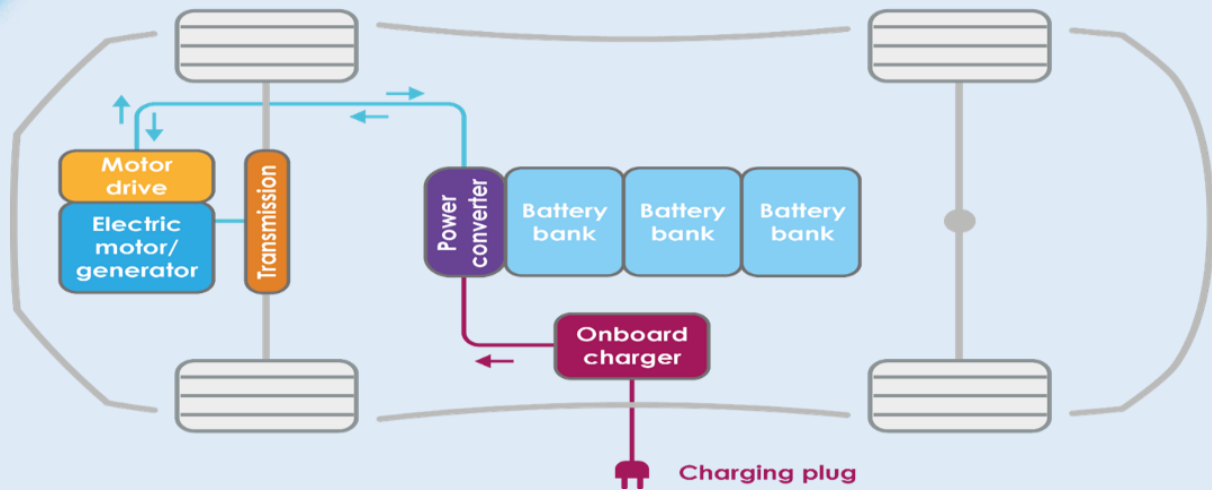 Motor
drive
Electric
motor/
generator
Transmission
Power
converter
Battery
bank
Battery
bank
Battery
bank
Onboard
charger
Charging plug